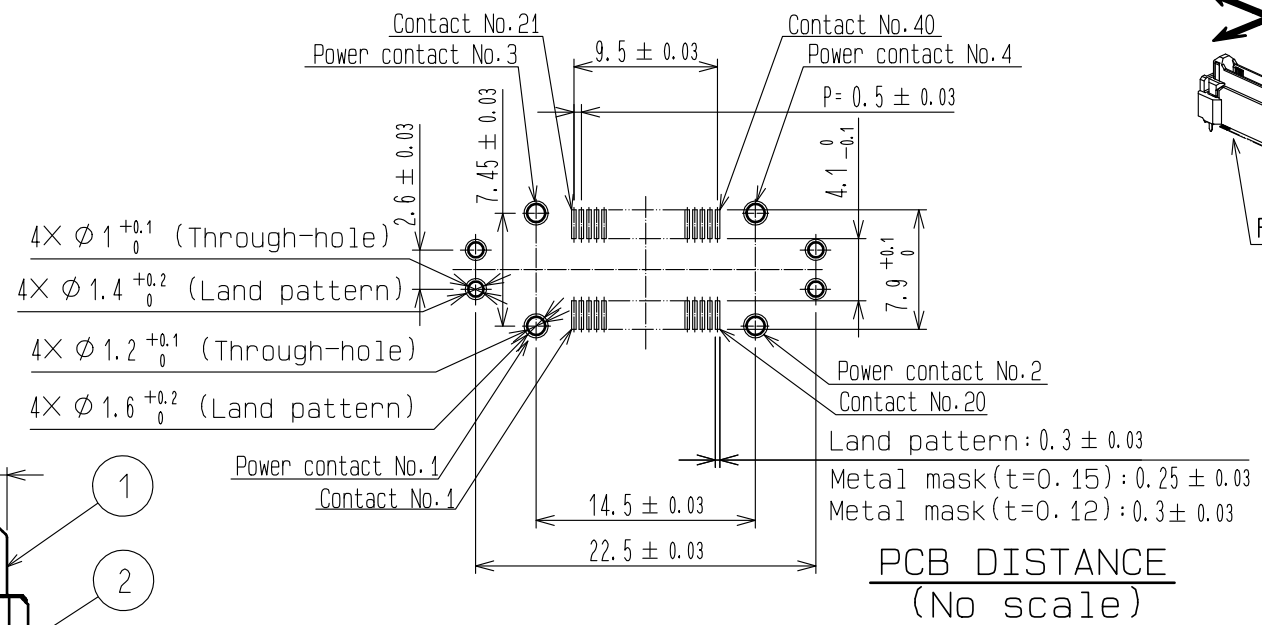 Contact No.21
Contact No.40
Power contact No.3
9.5 ± 0.03
Power contact No.4
P= 0.5 ± 0.03
2.6 ± 0.03
7.45 ± 0.03
4.1 0 -0.1
4X Ø 1 +0.1 0 (Through-hole)
4X Ø 1.4 +0.2 0 (Land pattern)
7.9 +0.1 0
4X Ø 1.2 +0.1 0 (Through-hole)
4X Ø 1.6 +0.2 0 (Land pattern)
Power contact No.2
Contact No.20
Power contact No.1
Contact No.1
Land pattern:0.3 ± 0.03
Metal mask(t=0.15):0.25 ± 0.03
Metal mask(t=0.12):0.3± 0.03
14.5 ± 0.03
22.5 ± 0.03
PCB DISTANCE
(No scale)
1
2